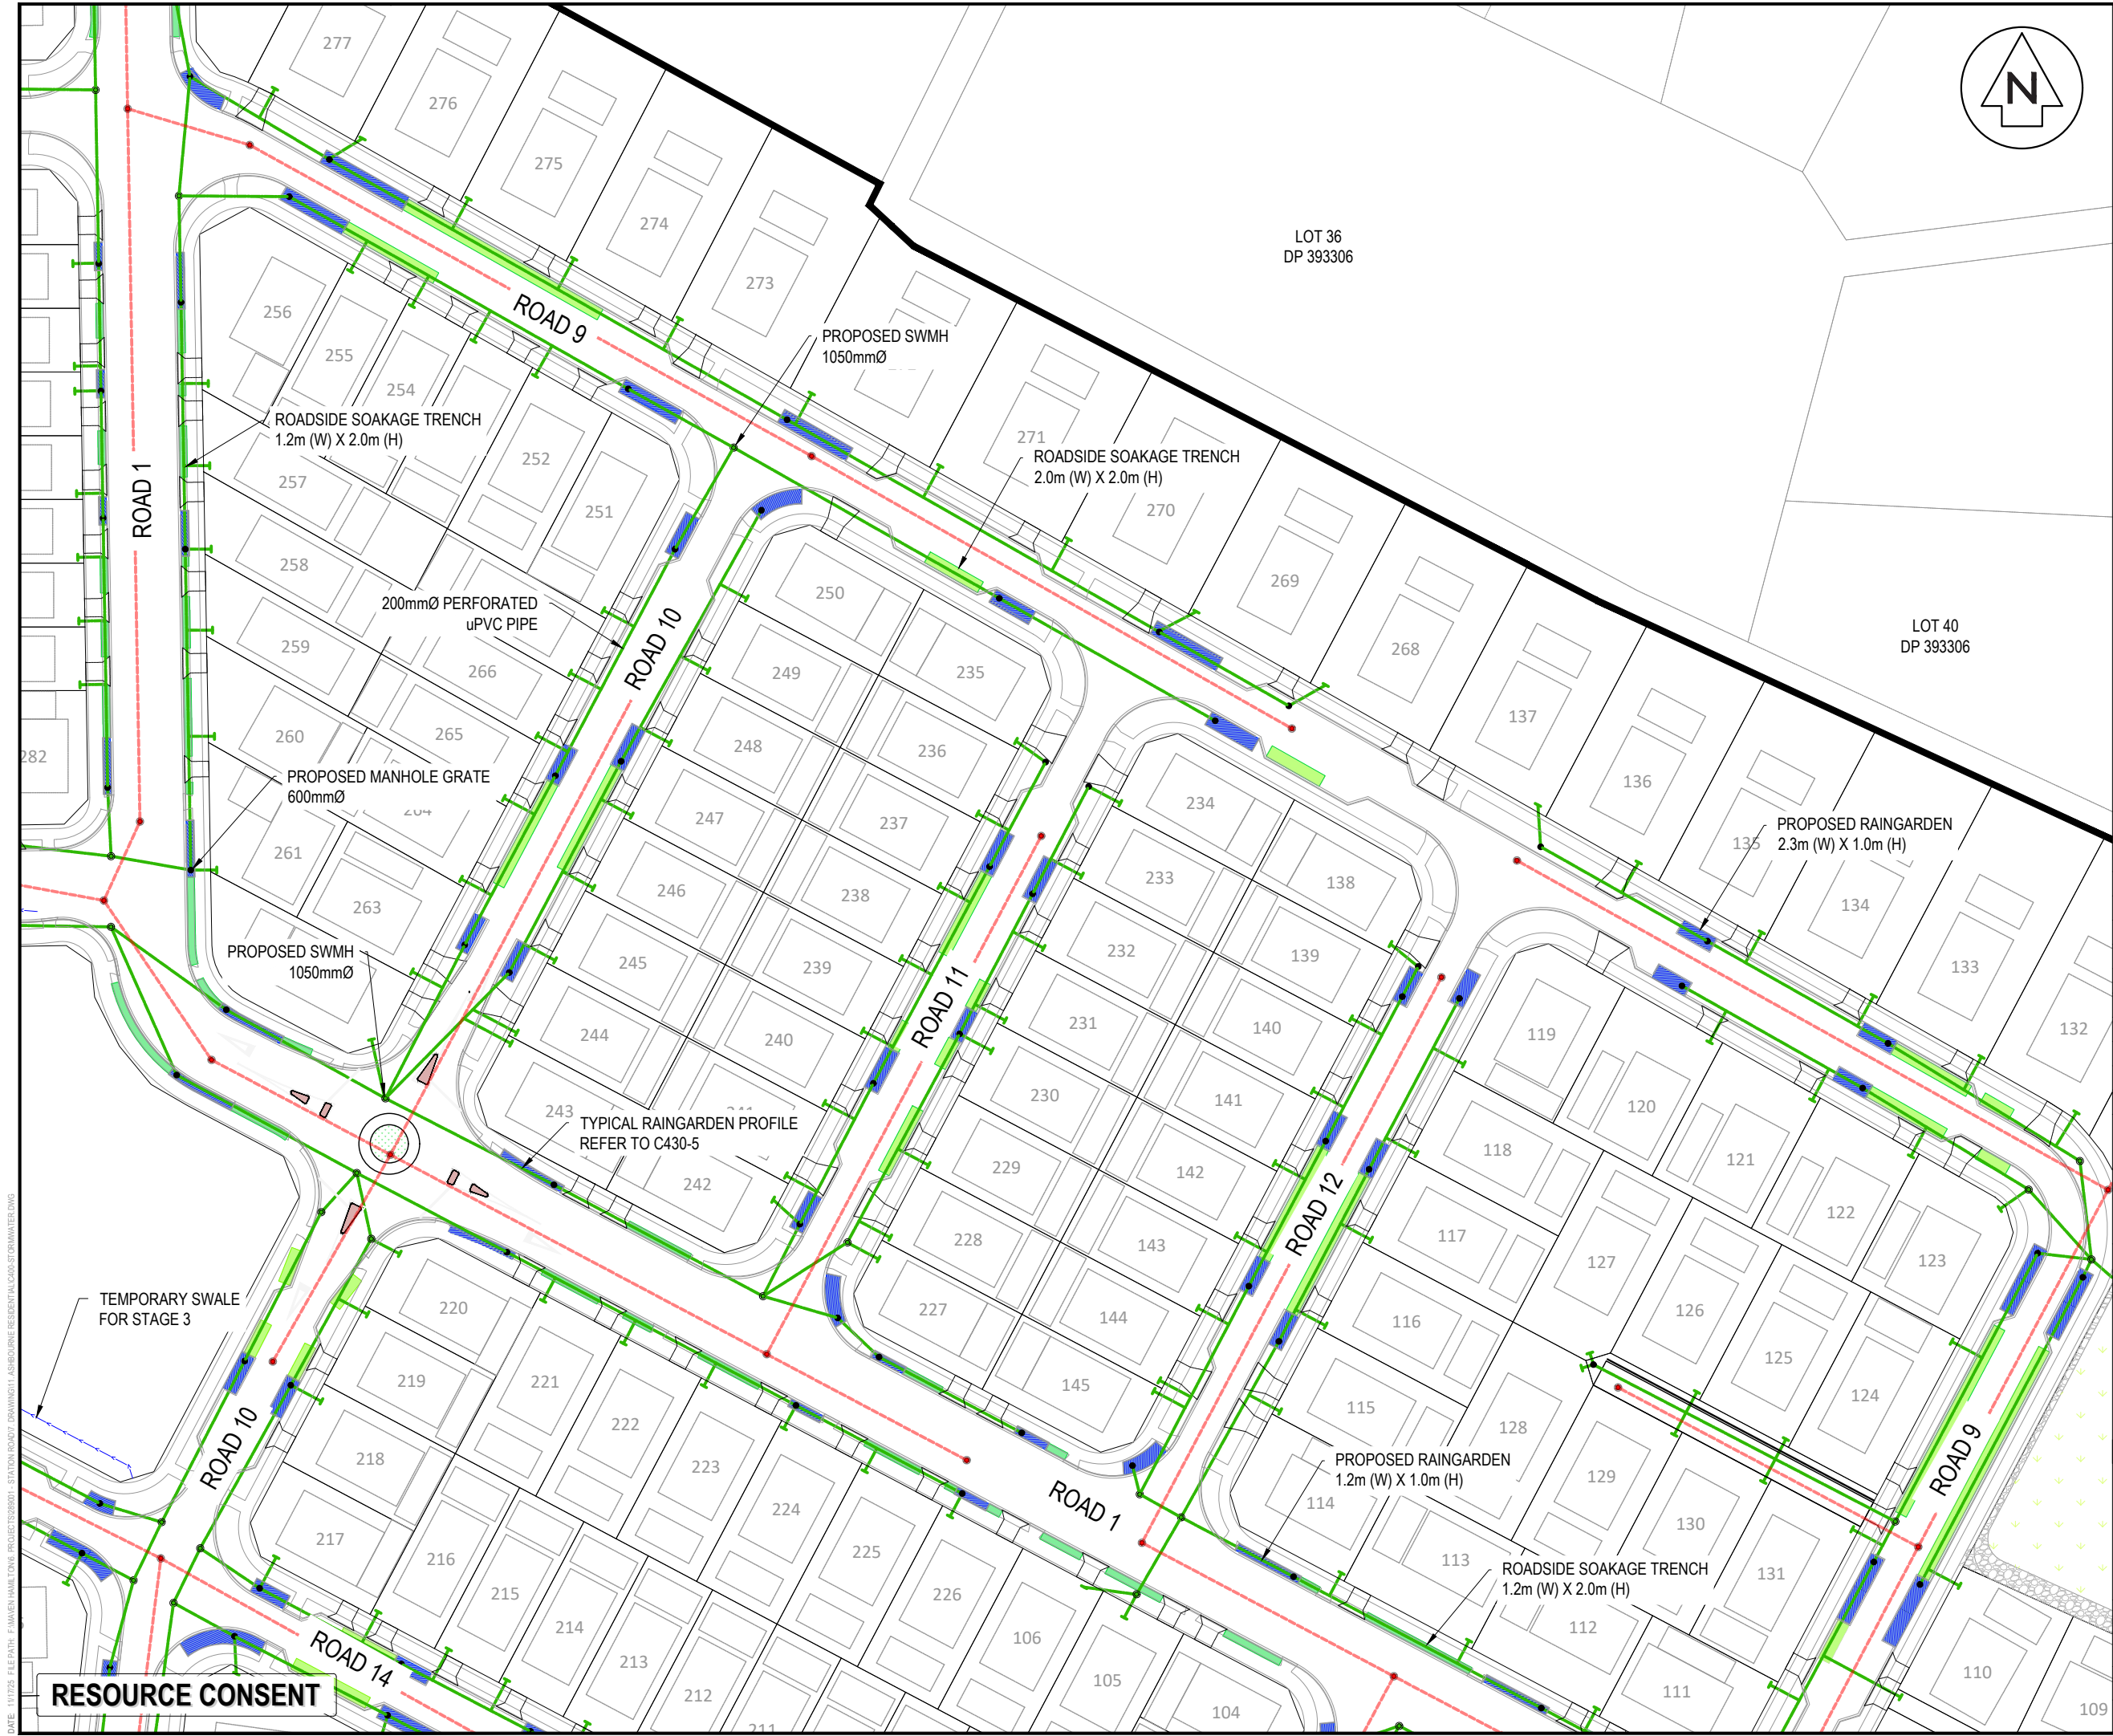 277
276
275
274
273
N
LOT 36
DP 393306
ROAD 9
PROPOSED SWMH
1050mmØ
256
255
254
ROADSIDE SOAKAGE TRENCH
1.2m (W) X 2.0m (H)
ROAD 1
257
252
251
271
ROADSIDE SOAKAGE TRENCH
2.0m (W) X 2.0m (H)
270
269
268
258
200mmØ PERFORATED
uPVC PIPE
ROAD 10
250
259
266
249
235
LOT 40
DP 393306
137
136
282
260
265
248
236
PROPOSED MANHOLE GRATE
600mmØ
247
237
234
135
PROPOSED RAINGARDEN
2.3m (W) X 1.0m (H)
261
263
246
238
233
138
134
PROPOSED SWMH
1050mmØ
245
239
232
139
133
ROAD 11
244
240
231
140
119
132
243
TYPICAL RAINGARDEN PROFILE
REFER TO C430-5
242
230
141
120
229
142
118
121
ROAD 12
228
143
117
122
127
123
TEMPORARY SWALE
FOR STAGE 3
220
227
144
116
126
219
221
145
125
222
115
128
124
218
223
129
ROAD 9
ROAD 10
224
ROAD 1
PROPOSED RAINGARDEN
1.2m (W) X 1.0m (H)
114
217
216
225
113
130
215
226
ROADSIDE SOAKAGE TRENCH
1.2m (W) X 2.0m (H)
131
214
106
112
ROAD 14
213
105
110
212
104
111
109
211
RESOURCE CONSENT